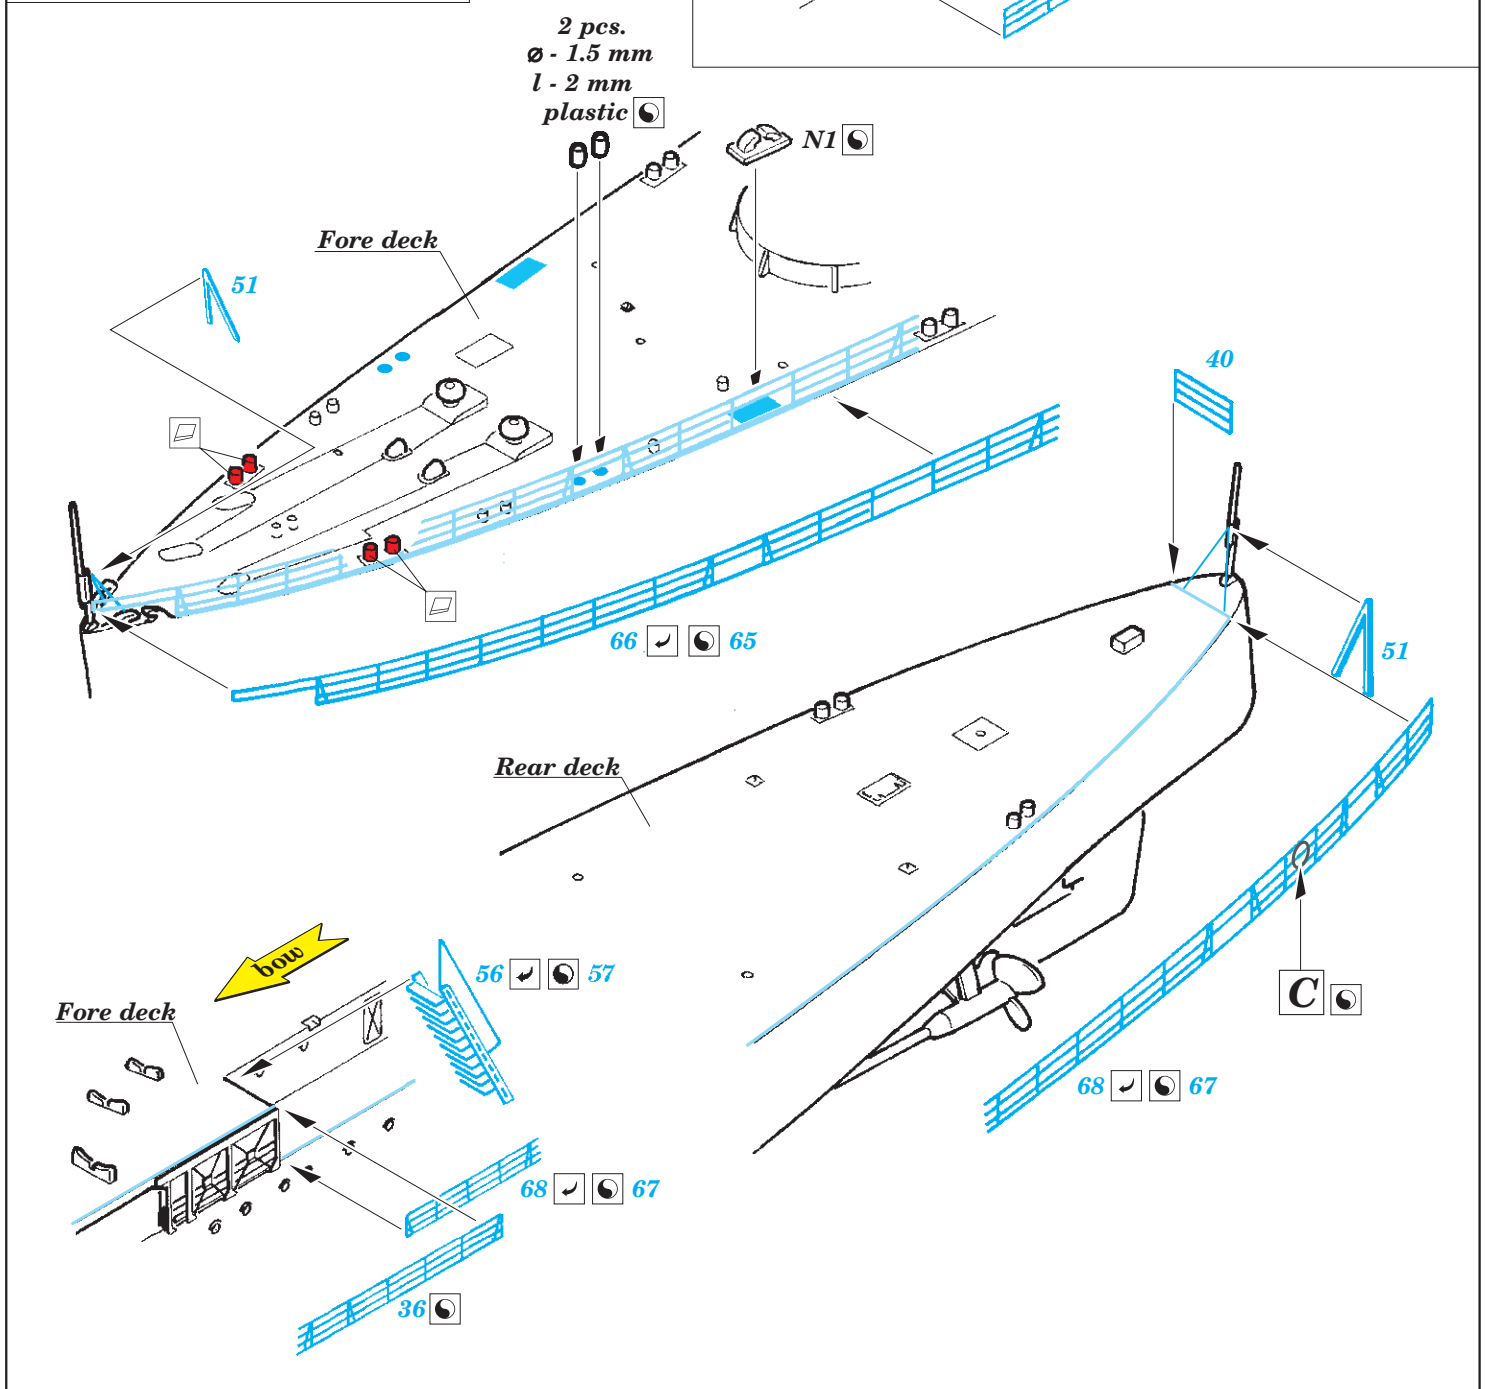 2 pcs.
ø - 1.5 mm
l - 2 mm
plastic
N1
Fore deck
51
40
66 65
51
Rear deck
bow
56 57
C
Fore deck
68 67
68 67
36